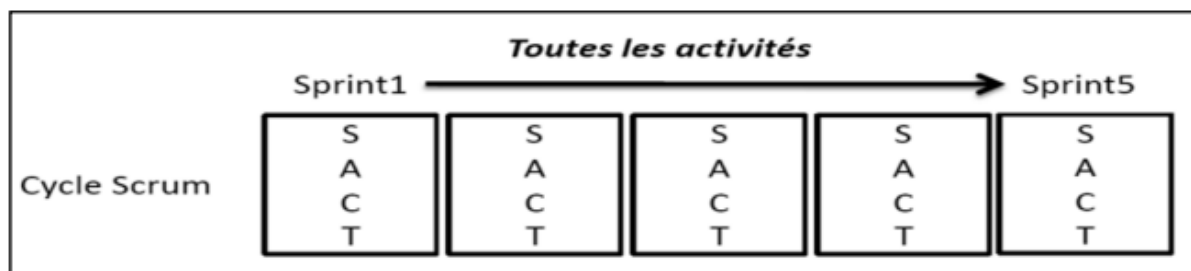 Toutes les activités
Sprint1 Sprint5
S S S S S
A A A A A
Cycle Scrum
C C C C C
T T T T T